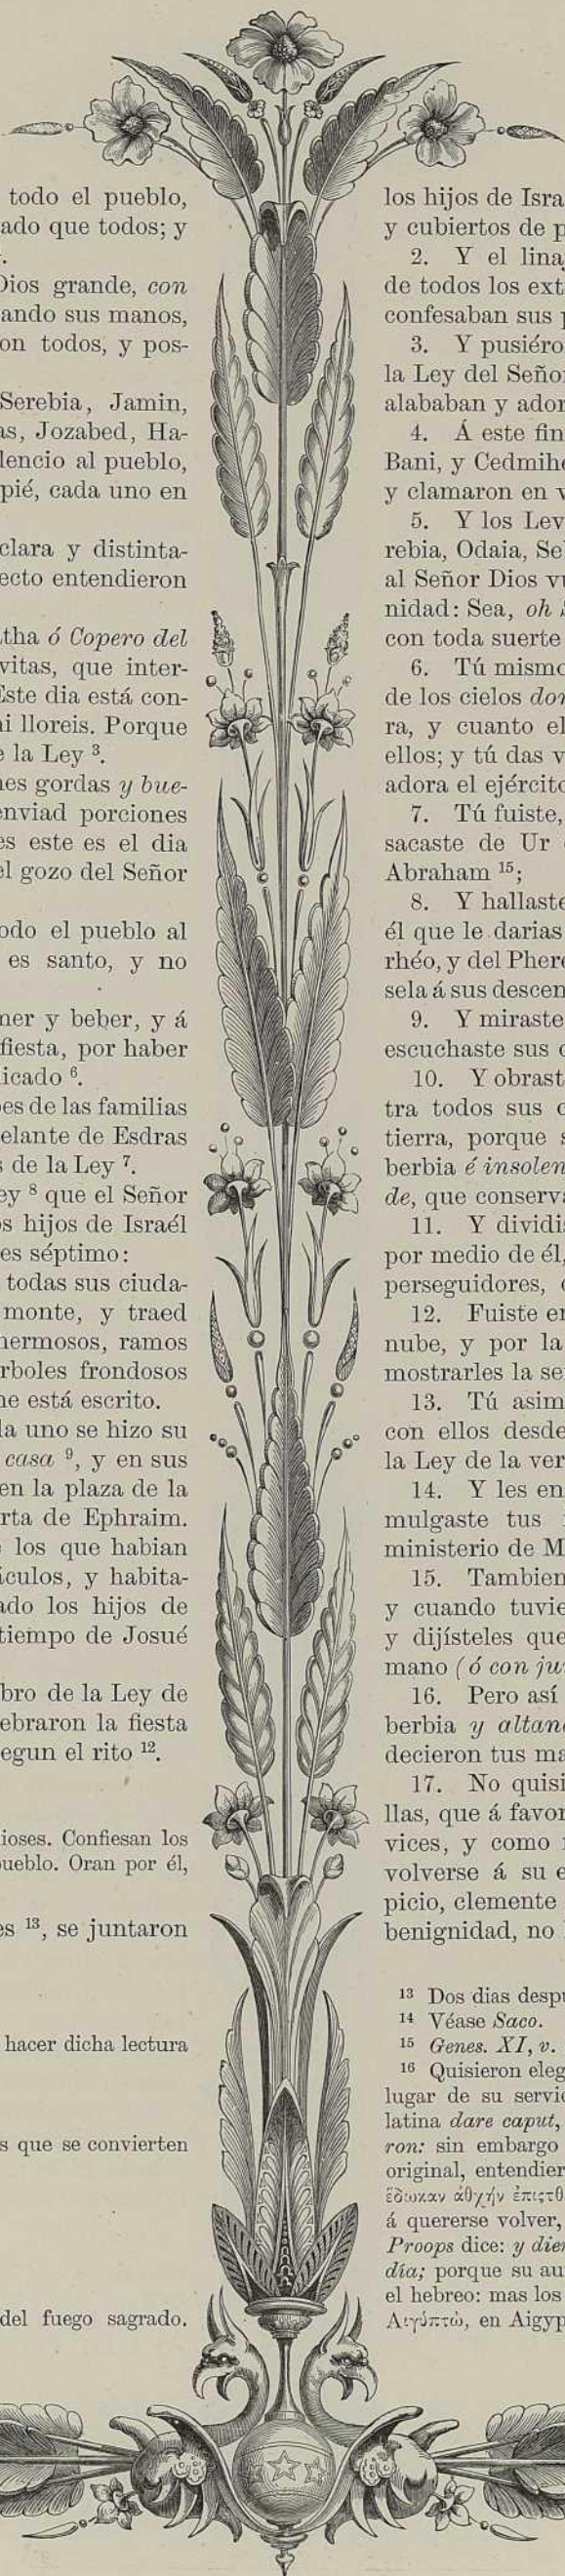 todo el pueblo,
ado que todos; y
Dios grande, con
ando sus manos,
on todos, y pos-
Serebia, Jamin,
as, Jozabed, Ha-
lencio al pueblo,
pié, cada uno en
clara y distinta-
ecto entendieron
tha ó Copero del
vitas, que inter-
Este dia está con-
ni lloreis. Porque
e la Ley ³.
nes gordas y bue-
enviad porciones
es este es el dia
el gozo del Señor
odo el pueblo al
es santo, y no
ner y beber, y á
fiesta, por haber
licado ⁶.
bes de las familias
elante de Esdras
s de la Ley ⁷.
ey ⁸ que el Señor
os hijos de Israél
es séptimo:
todas sus ciuda-
monte, y traed
hermosos, ramos
rboles frondosos
ne está escrito.
la uno se hizo su
casa ⁹, y en sus
en la plaza de la
rta de Ephraim.
e los que habian
áculos, y habita-
ado los hijos de
tiempo de Josué
bro de la Ley de
ebraron la fiesta
egun el rito ¹².
ioses. Confiesan los
pueblo. Oran por él,
es ¹³, se juntaron
hacer dicha lectura
s que se convierten
del fuego sagrado.
los hijos de Isra
y cubiertos de p
2. Y el lina
de todos los ext
confesaban sus p
3. Y pusiéro
la Ley del Seño
alababan y ador
4. Á este fin
Bani, y Cedmihe
y clamaron en v
5. Y los Lev
rebia, Odaia, Se
al Señor Dios v
nidad: Sea, oh
con toda suerte
6. Tú mismo
de los cielos do
ra, y cuanto el
ellos; y tú das v
adora el ejército
7. Tú fuiste,
sacaste de Ur
Abraham ¹⁵;
8. Y hallaste
él que le darias
rhéo, y del Phere
sela á sus descen
9. Y miraste
escuchaste sus
10. Y obrast
tra todos sus
tierra, porque s
berbia é insolen
de, que conserva
11. Y dividis
por medio de él,
perseguidores,
12. Fuiste en
nube, y por la
mostrarles la se
13. Tú asim
con ellos desde
la Ley de la ver
14. Y les en
mulgaste tus
ministerio de M
15. Tambien
y cuando tuvie
y dijísteles que
mano (ó con ju
16. Pero así
berbia y altan
decieron tus ma
17. No quisi
llas, que á favor
vices, y como
volverse á su e
picio, clemente
benignidad, no
¹³ Dos dias despu
¹⁴ Véase Saco.
¹⁵ Genes. XI, v.
¹⁶ Quisieron eleg
lugar de su servic
latina dare caput,
ron: sin embargo
original, entendier
ἔδωκαν
á quererse volver,
Proops dice: y dier
día; porque su au
el hebreo: mas los
Αἰγύπτῳ, en Aigyp